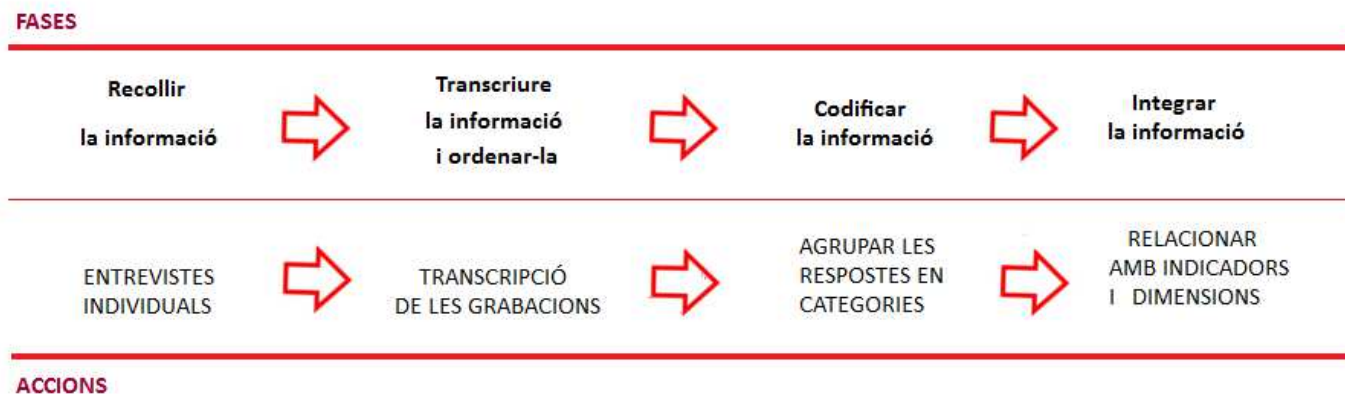 FASES
Recollir
la informació
Transcriure
la informació
i ordenar-la
Codificar
la informació
Integrar
la informació
ENTREVISTES
INDIVIDUALS
TRANSCRIPCIÓ
DE LES GRABACIONS
AGRUPAR LES
RESPOSTES EN
CATEGORIES
RELACIONAR
AMB INDICADORS
I DIMENSIONS
ACCIONS